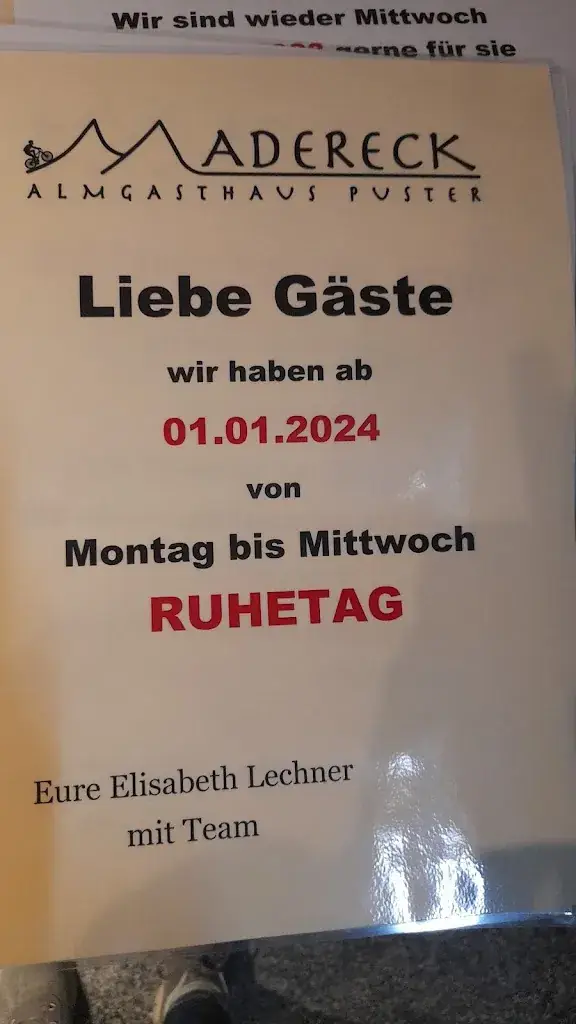 Wir sind wieder Mittwoch
gerne für sie
MADERECK
ALMGASTHAUS PUSTER
Liebe Gäste
wir haben ab
01.01.2024
von
Montag bis Mittwoch
RUHETAG
Eure Elisabeth Lechner
mit Team